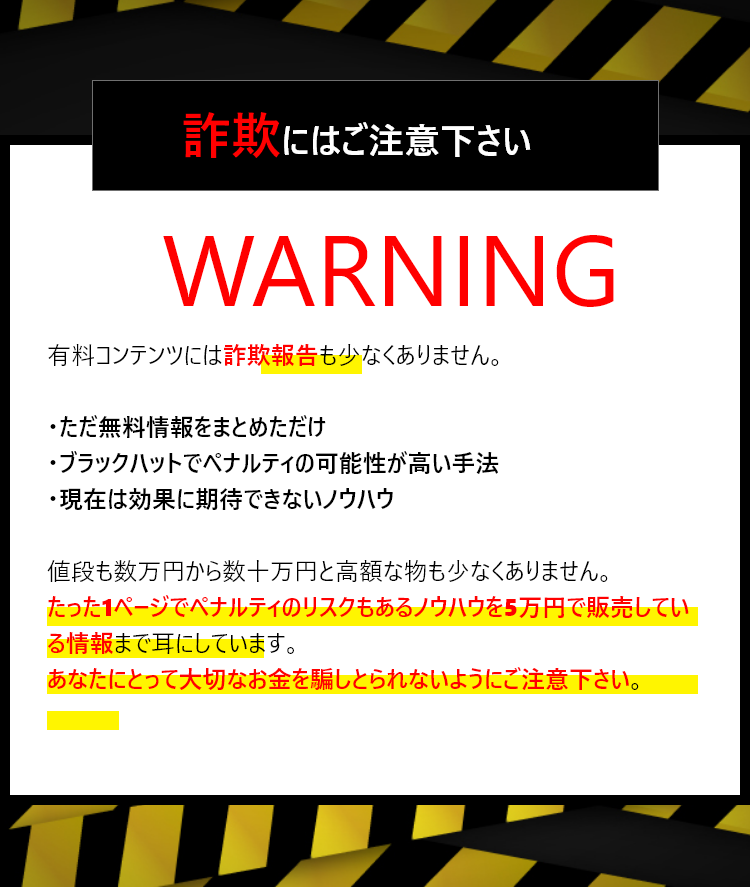 詐欺にはご注意下さい
WARNING
有料コンテンツには詐欺報告も少なくありません。
・ただ無料情報をまとめただけ
・ブラックハットでペナルティの可能性が高い手法
・現在は効果に期待できないノウハウ
値段も数万円から数十万円と高額な物も少なくありません。
たった1ページでペナルティのリスクもあるノウハウを5万円で販売してい
る情報まで耳にしています。
あなたにとって大切なお金を騙しとられないようにご注意下さい。